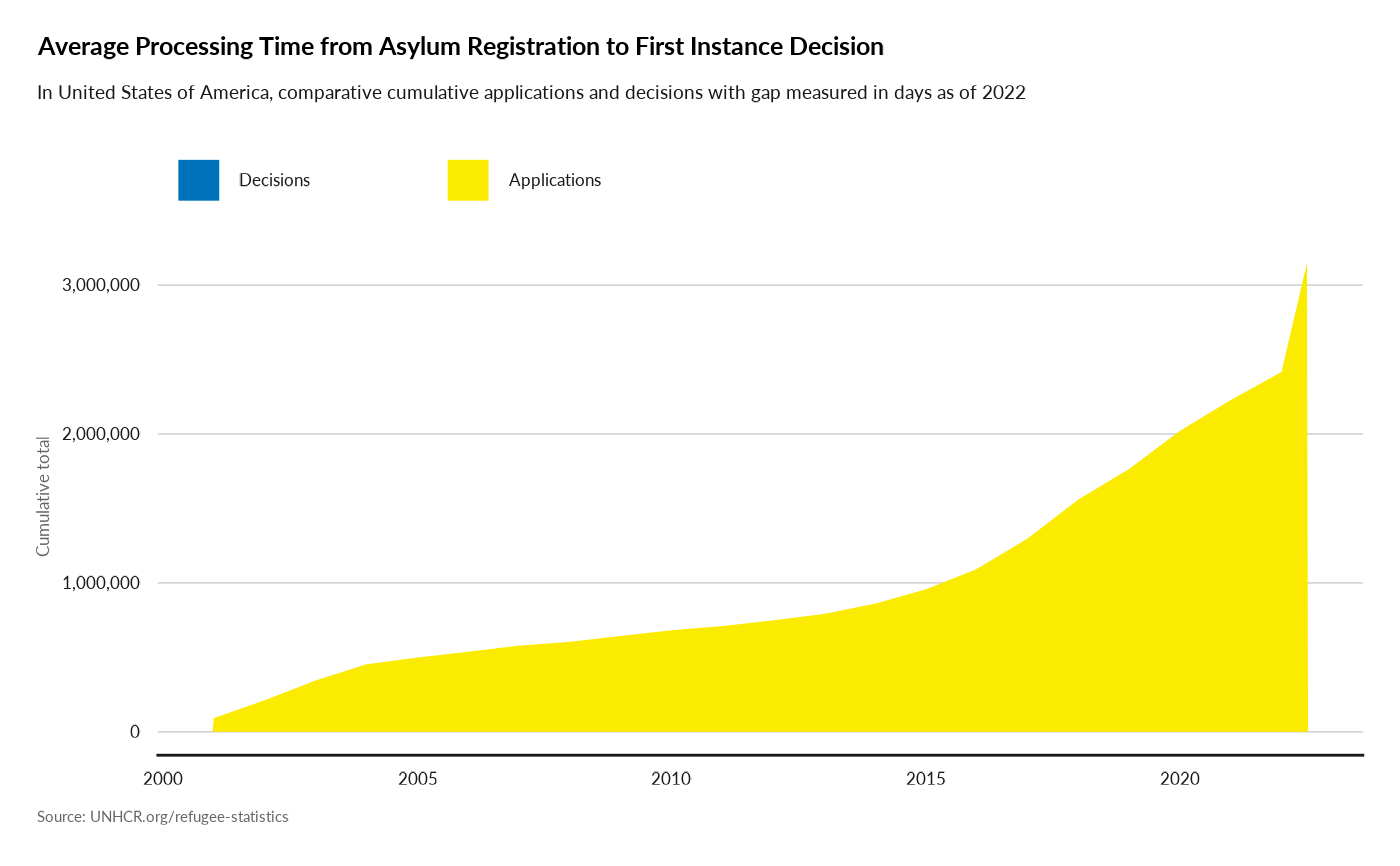 Average Processing Time from Asylum Registration to First Instance Decision
In United States of America, comparative cumulative applications and decisions with gap measured in days as of 2022
Decisions
Applications
3,000,000
2,000,000
1,000,000
0
Cumulative total
2000
2005
2010
2015
2020
Source: UNHCR.org/refugee-statistics